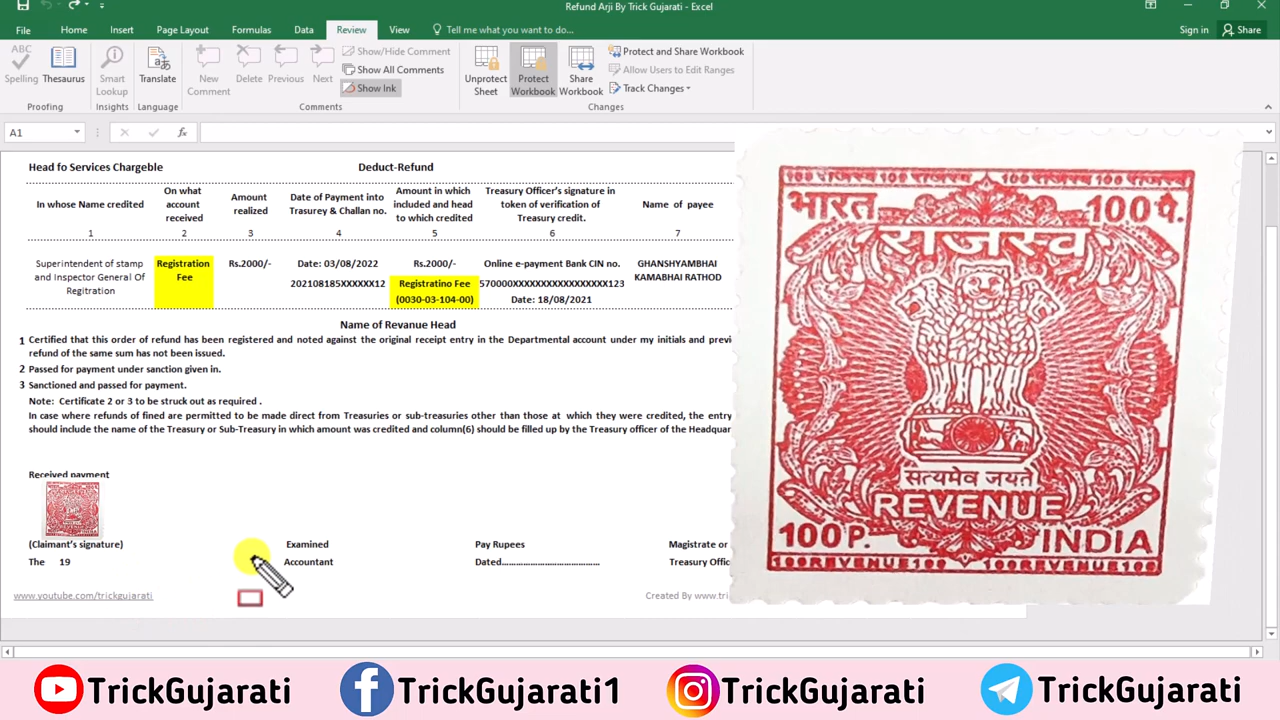 Refund Arji By Trick Gujarati - Excel
File Home Insert Page Layout Formulas Data Review View Tell me what you want to do... Sign in Share
ABC
Spelling Thesaurus Smart Lookup Translate New Comment Delete Previous Next Show/Hide Comment Show All Comments Show Ink Unprotect Sheet Protect Workbook Share Workbook Protect and Share Workbook Allow Users to Edit Ranges Track Changes
Proofing Insights Language Comments Changes
A1 fx
Head fo Services Chargeble Deduct-Refund
In whose Name credited
On what account received
Amount realized
Date of Payment into Trasurey & Challan no.
Amount in which included and head to which credited
Treasury Officer's signature in token of verification of Treasury credit.
Name of payee
1 2 3 4 5 6 7
Superintendent of stamp and Inspector General Of Regitration
Registration Fee
Rs.2000/-
Date: 03/08/2022
202108185XXXXXX12
Rs.2000/-
Registratino Fee
(0030-03-104-00)
Online e-payment Bank CIN no.
570000XXXXXXXXXXXXXXXXX123
Date: 18/08/2021
GHANSHYAMBHAI KAMABHAI RATHOD
Name of Revanue Head
1 Certified that this order of refund has been registered and noted against the original receipt entry in the Departmental account under my initials and previ
refund of the same sum has not been issued.
2 Passed for payment under sanction given in.
3 Sanctioned and passed for payment.
Note: Certificate 2 or 3 to be struck out as required .
In case where refunds of fined are permitted to be made direct from Treasuries or sub-treasuries other than those at which they were credited, the entry
should include the name of the Treasury or Sub-Treasury in which amount was credited and column(6) should be filled up by the Treasury officer of the Headquar
Received payment
(Claimant's signature) Examined Pay Rupees Magistrate or
The 19 Accountant Dated........................................ Treasury Offic
www.youtube.com/trickgujarati Created By www.tri
100 राजस्व 100 राजस्व
भारत 100 पै.
राजस्व
सत्यमेव जयते
REVENUE
100 P. INDIA
100REVENUE100 100REVENUE100
TrickGujarati TrickGujarati1 TrickGujarati TrickGujarati